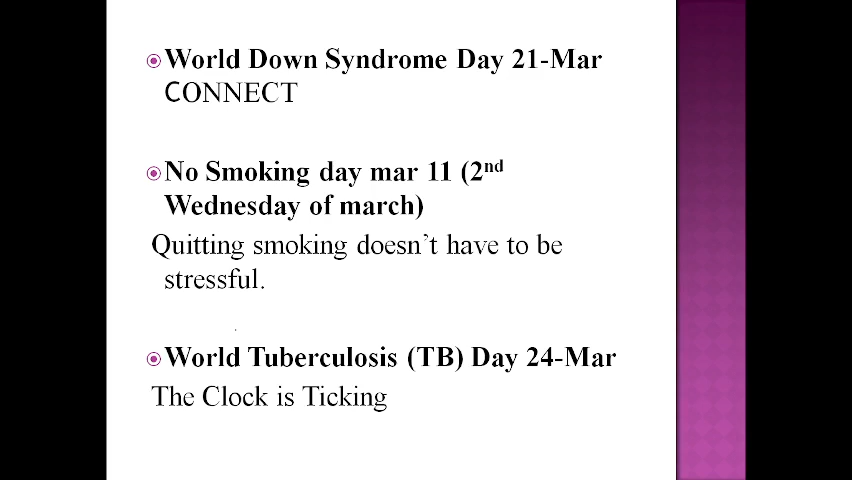 World Down Syndrome Day 21-Mar
CONNECT
No Smoking day mar 11 (2nd
Wednesday of march)
Quitting smoking doesn't have to be
stressful.
World Tuberculosis (TB) Day 24-Mar
The Clock is Ticking